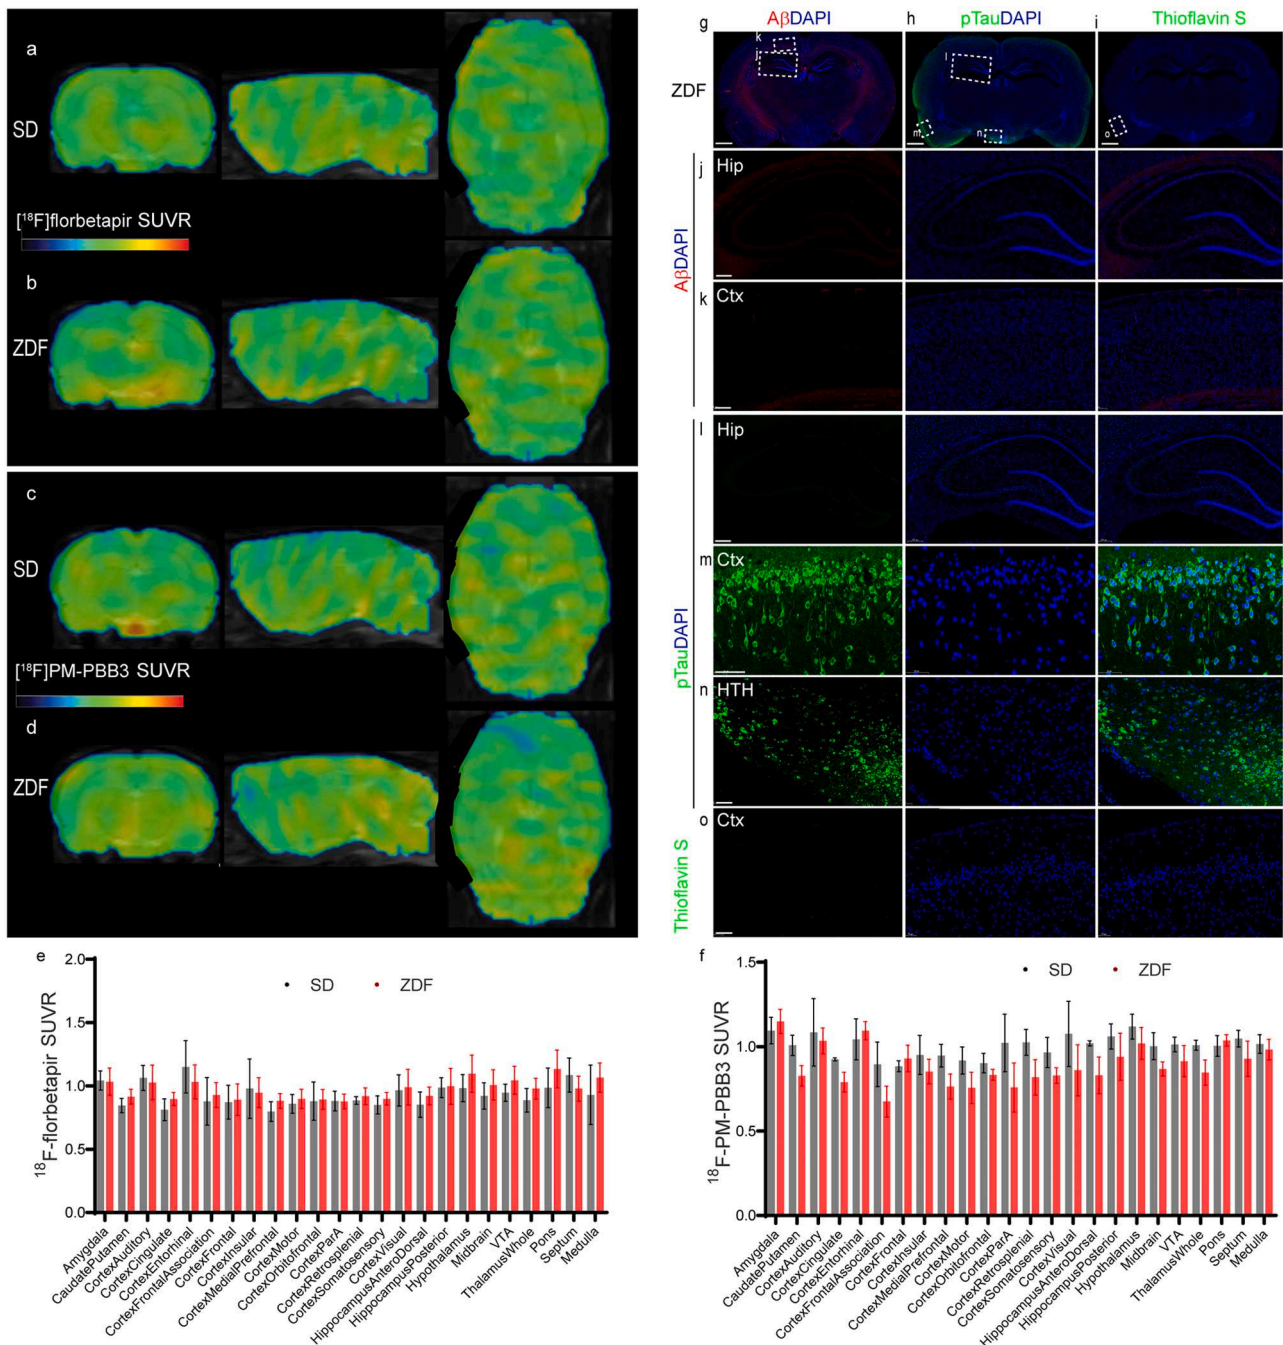 a
SD
[¹⁸F]florbetapir SUVR
b
ZDF
c
SD
[¹⁸F]PM-PBB3 SUVR
d
ZDF
g AβDAPI
h pTauDAPI
i Thioflavin S
ZDF
k
j
l
m
n
o
AβDAPI
j Hip
k Ctx
pTauDAPI
l Hip
m Ctx
n HTH
Thioflavin S
o Ctx
e
SD ZDF
¹⁸F-florbetapir SUVR
2.0
1.5
1.0
0.5
0.0
Amygdala
CaudatePutamen
CortexAuditory
CortexCingulate
CortexEntorhinal
CortexFrontalAssociation
CortexFrontal
CortexInsular
CortexMedialPrefrontal
CortexMotor
CortexOrbitofrontal
CortexParA
CortexRetrosplenial
CortexSomatosensory
CortexVisual
HippocampusAnteroDorsal
HippocampusPosterior
Hypothalamus
Midbrain
VTA
ThalamusWhole
Pons
Septum
Medulla
f
SD ZDF
¹⁸F-PM-PBB3 SUVR
1.5
1.0
0.5
0.0
Amygdala
CaudatePutamen
CortexAuditory
CortexCingulate
CortexEntorhinal
CortexFrontalAssociation
CortexFrontal
CortexInsular
CortexMedialPrefrontal
CortexMotor
CortexOrbitofrontal
CortexParA
CortexRetrosplenial
CortexSomatosensory
CortexVisual
HippocampusAnteroDorsal
HippocampusPosterior
Hypothalamus
Midbrain
VTA
ThalamusWhole
Pons
Septum
Medulla